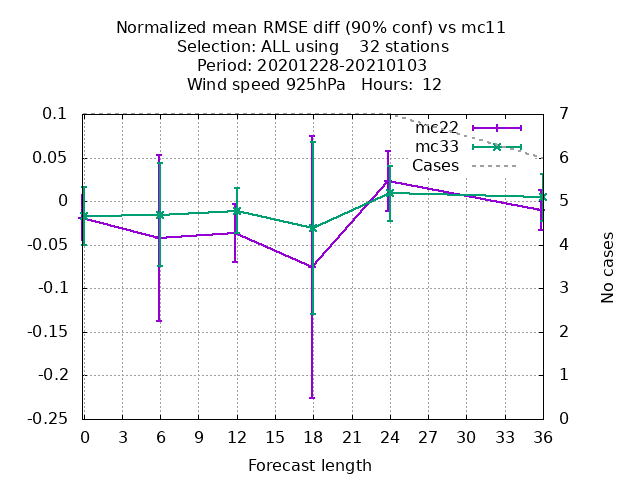 Normalized mean RMSE diff (90% conf) vs mc11
Selection: ALL using    32 stations
Period: 20201228-20210103
Wind speed 925hPa   Hours:  12
0.1
0.05
0
-0.05
-0.1
-0.15
-0.2
-0.25
7
6
5
4
3
2
1
0
mc22
mc33
Cases
No cases
0 3 6 9 12 15 18 21 24 27 30 33 36
Forecast length